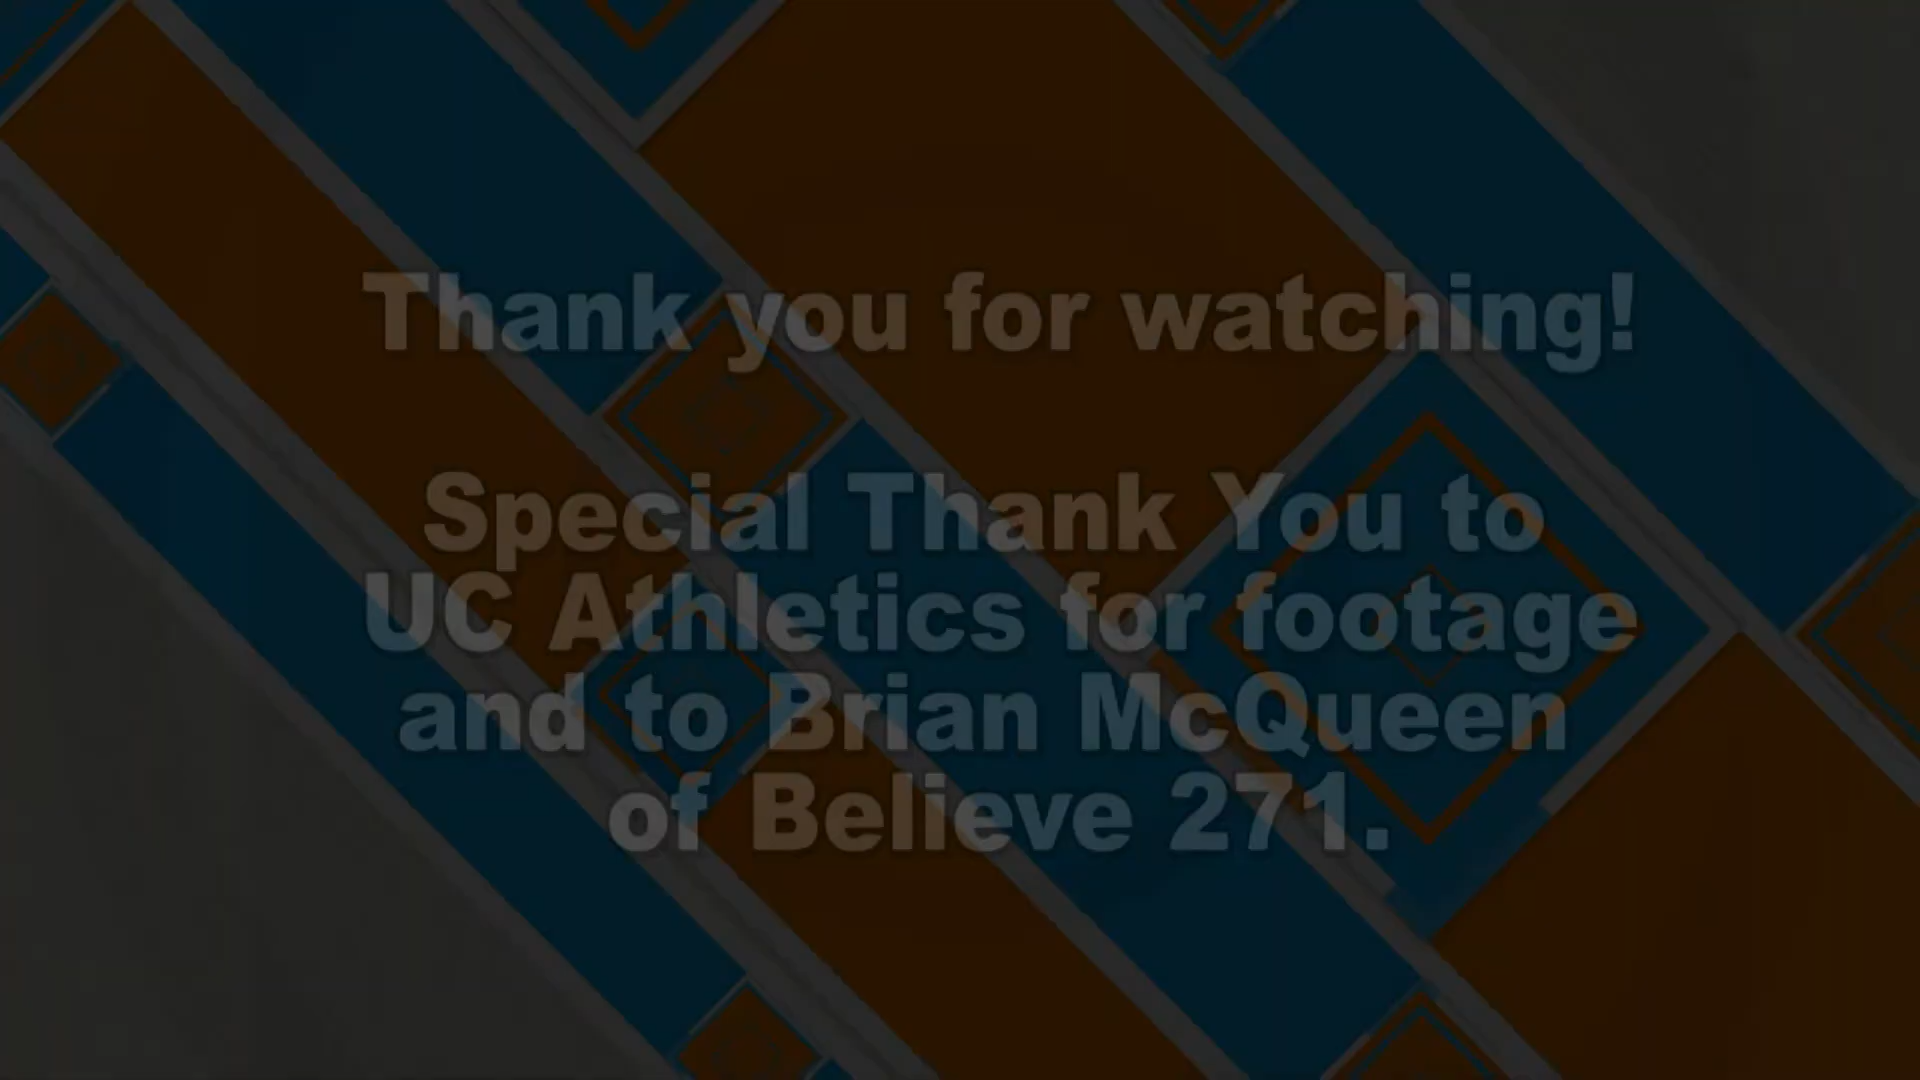 Thank you for watching!
Special Thank You to
UC Athletics for footage
and to Brian McQueen
of Believe 271.